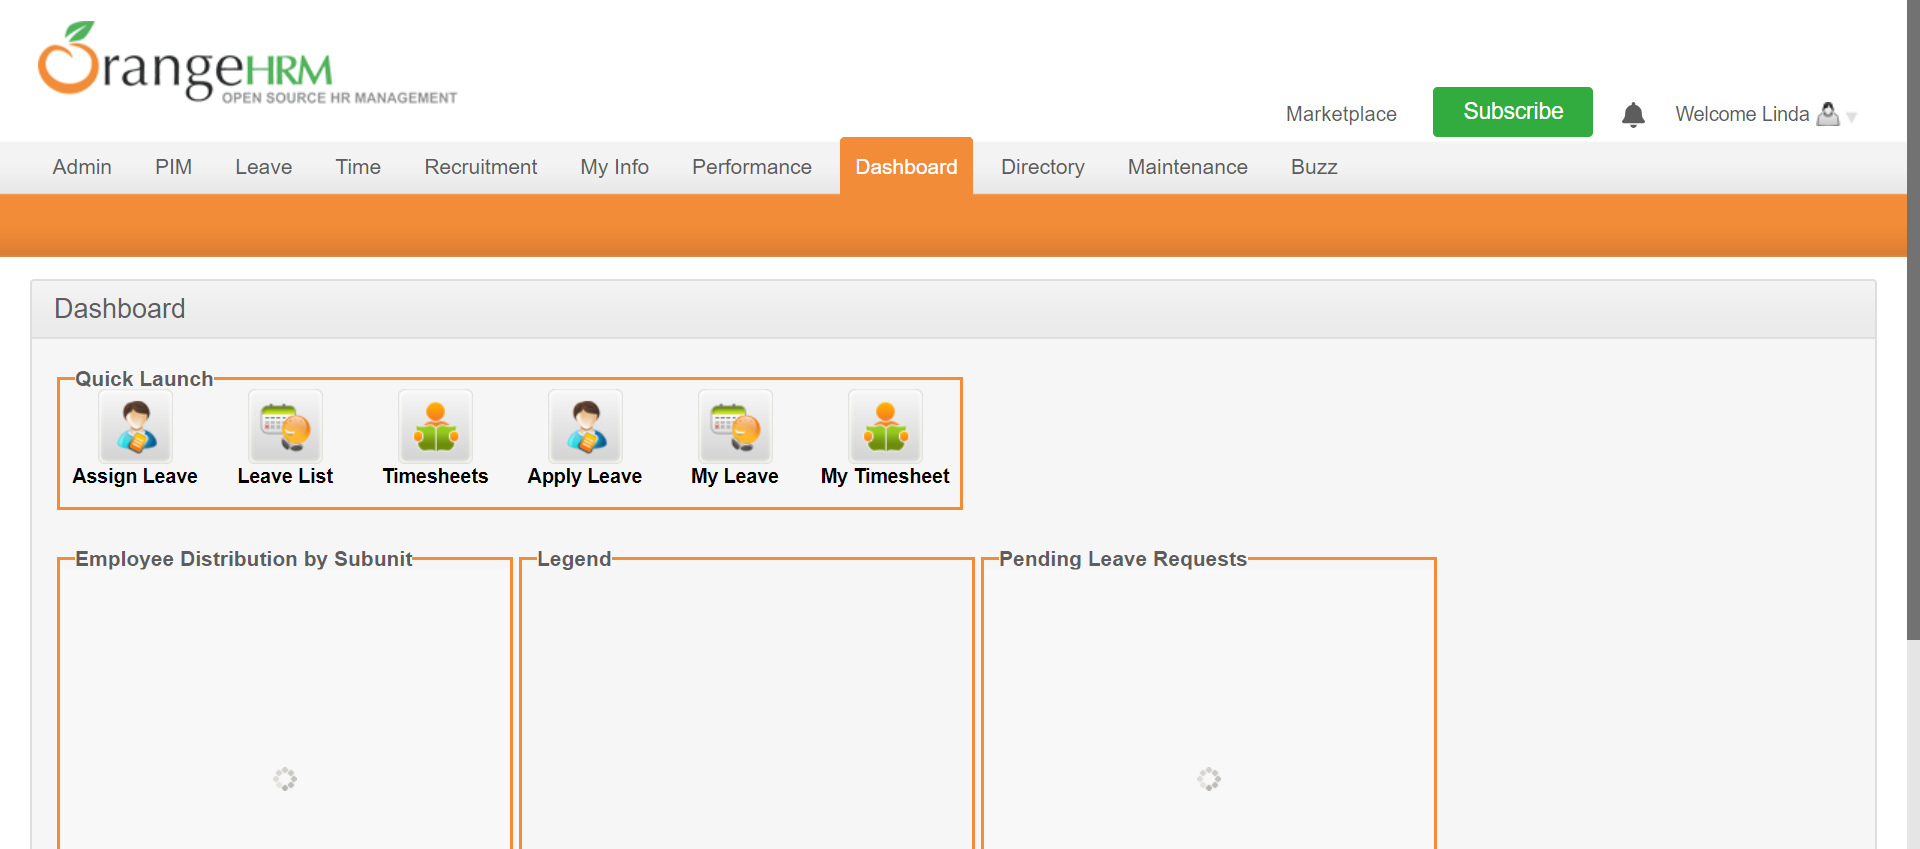 OrangeHRM
OPEN SOURCE HR MANAGEMENT
Marketplace
Subscribe
Welcome Linda
Admin
PIM
Leave
Time
Recruitment
My Info
Performance
Dashboard
Directory
Maintenance
Buzz
Dashboard
Quick Launch
Assign Leave
Leave List
Timesheets
Apply Leave
My Leave
My Timesheet
Employee Distribution by Subunit
Legend
Pending Leave Requests